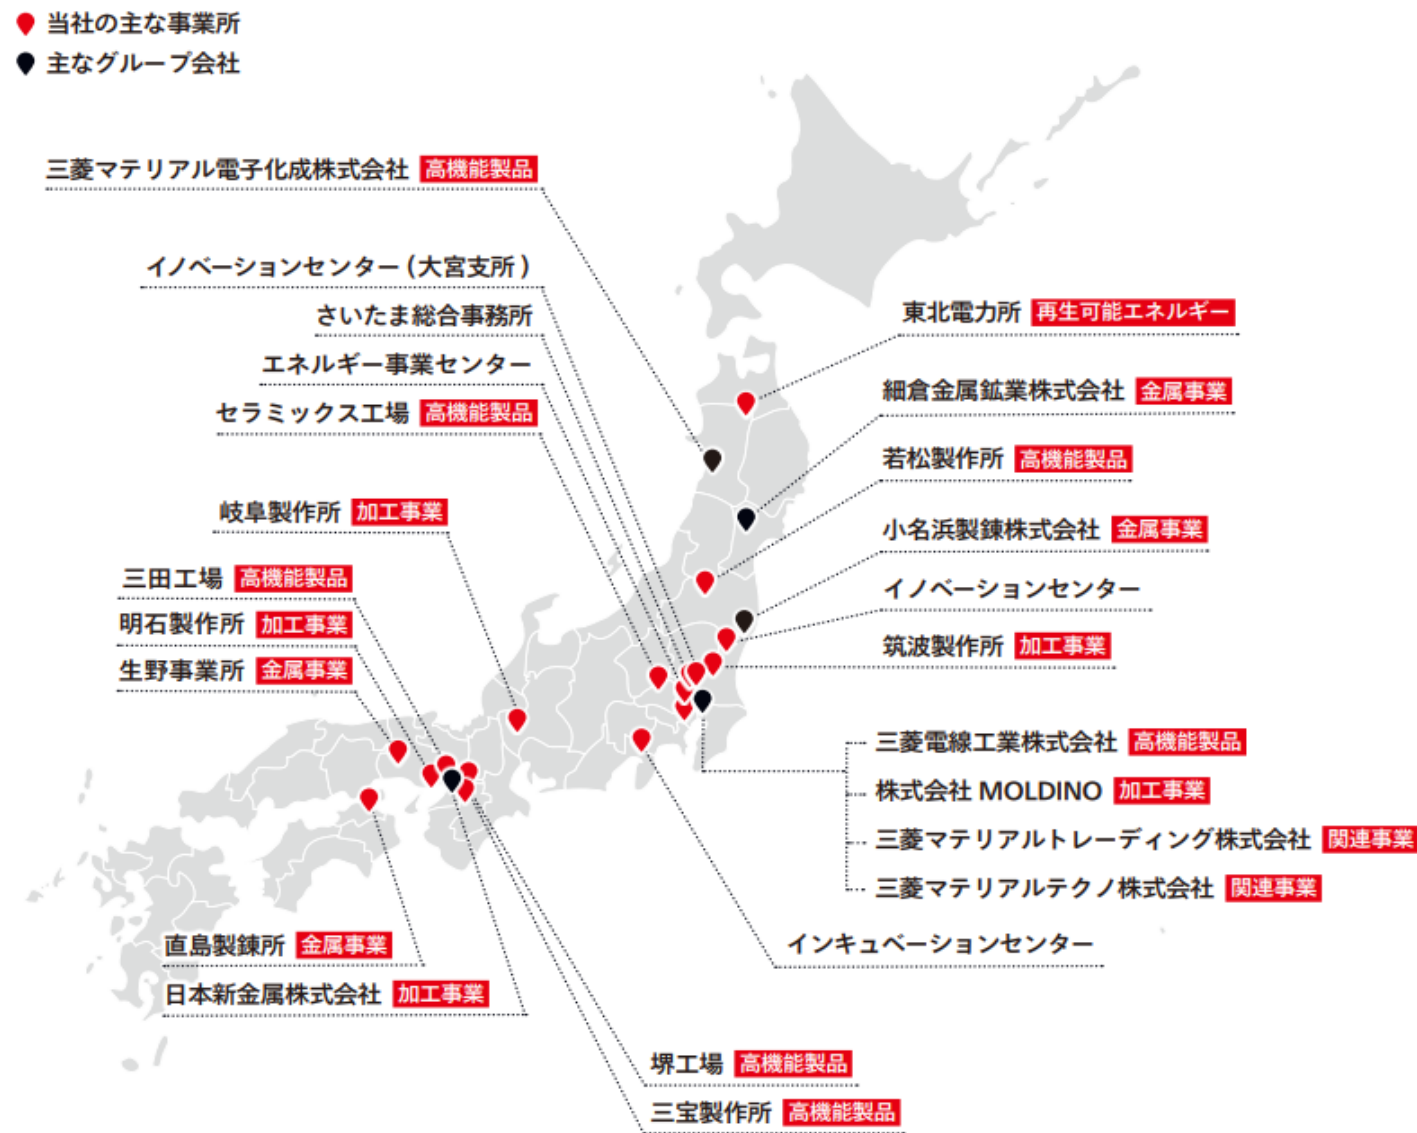 当社の主な事業所
主なグループ会社
三菱マテリアル電子化成株式会社 高機能製品
イノベーションセンター (大宮支所)
さいたま総合事務所
エネルギー事業センター
セラミックス工場 高機能製品
岐阜製作所 加工事業
三田工場 高機能製品
明石製作所 加工事業
生野事業所 金属事業
直島製錬所 金属事業
日本新金属株式会社 加工事業
東北電力所 再生可能エネルギー
細倉金属鉱業株式会社 金属事業
若松製作所 高機能製品
小名浜製錬株式会社 金属事業
イノベーションセンター
筑波製作所 加工事業
三菱電線工業株式会社 高機能製品
株式会社 MOLDINO 加工事業
三菱マテリアルトレーディング株式会社 関連事業
三菱マテリアルテクノ株式会社 関連事業
インキュベーションセンター
堺工場 高機能製品
三宝製作所 高機能製品